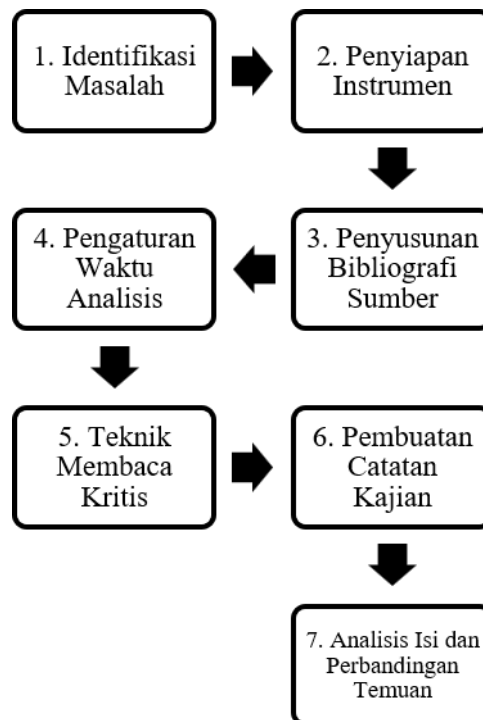 1. Identifikasi
Masalah
2. Penyiapan
Instrumen
3. Penyusunan
Bibliografi
Sumber
4. Pengaturan
Waktu
Analisis
5. Teknik
Membaca
Kritis
6. Pembuatan
Catatan
Kajian
7. Analisis Isi dan
Perbandingan
Temuan